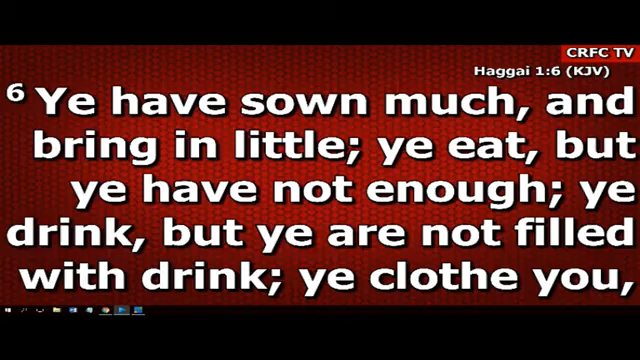 CRFC TV
Haggai 1:6 (KJV)
6 Ye have sown much, and
bring in little; ye eat, but
ye have not enough; ye
drink, but ye are not filled
with drink; ye clothe you,